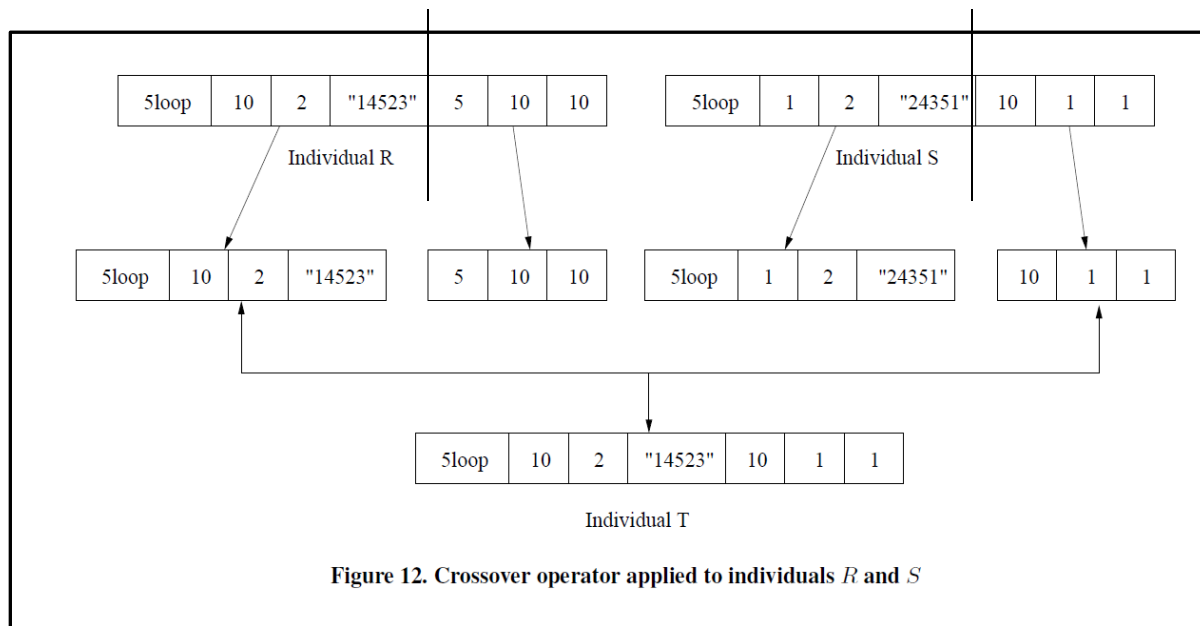 5loop 10 2 "14523" 5 10 10
5loop 1 2 "24351" 10 1 1
Individual R
Individual S
5loop 10 2 "14523"
5 10 10
5loop 1 2 "24351"
10 1 1
5loop 10 2 "14523" 10 1 1
Individual T
Figure 12. Crossover operator applied to individuals R and S